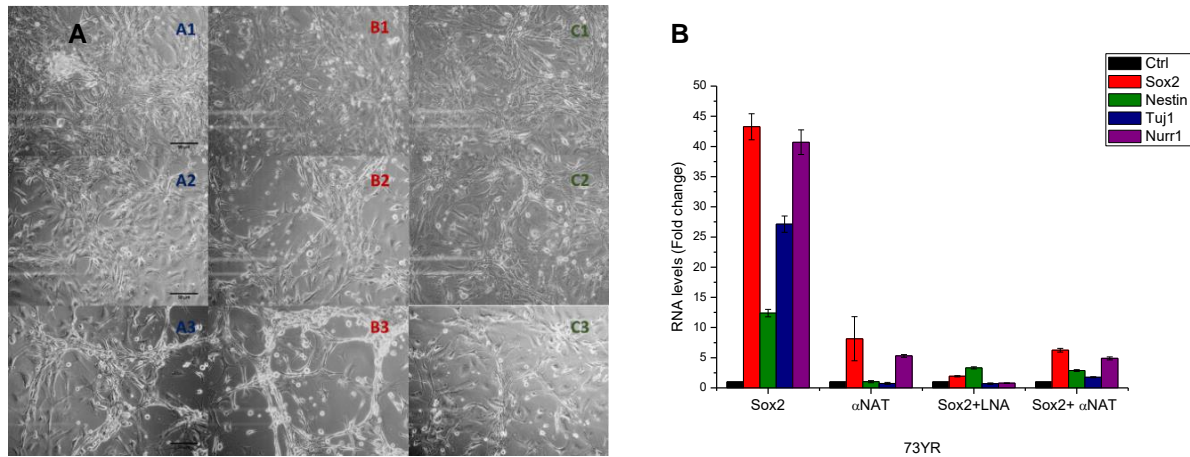 A
A1
B1
C1
A2
B2
C2
A3
B3
C3
B
Ctrl
Sox2
Nestin
Tuj1
Nurr1
RNA levels (Fold change)
50
45
40
35
30
25
20
15
10
5
0
Sox2 αNAT Sox2+LNA Sox2+ αNAT
73YR